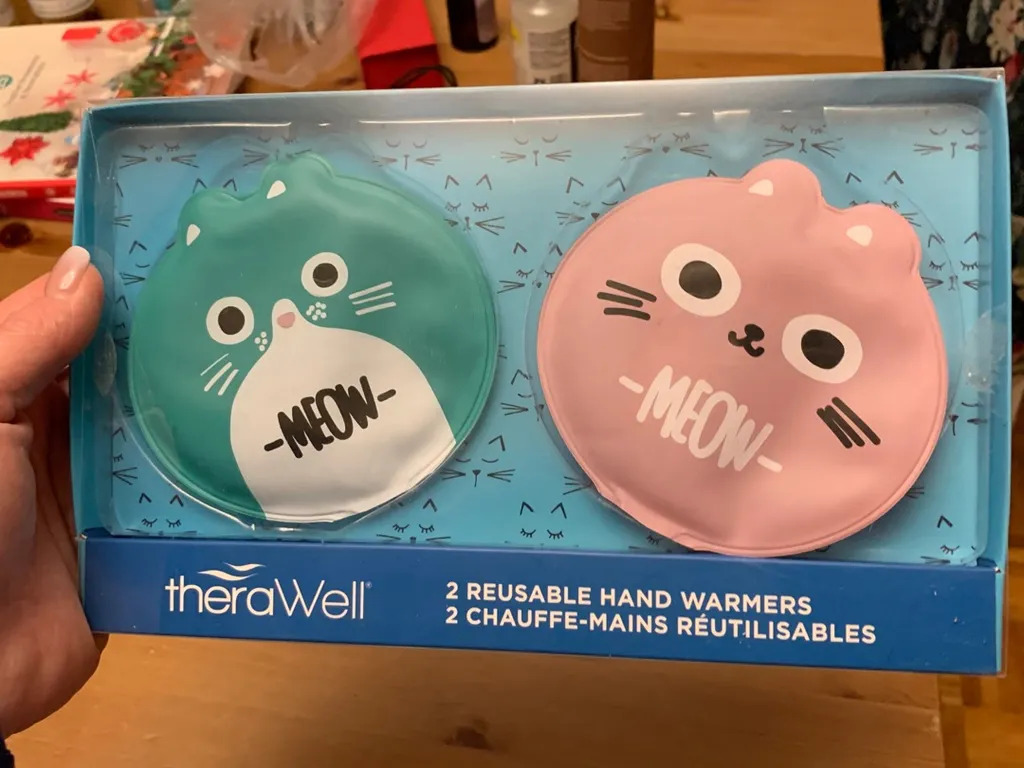 -MEOW-
-MEOW-
theraWell®
2 REUSABLE HAND WARMERS
2 CHAUFFE-MAINS RÉUTILISABLES